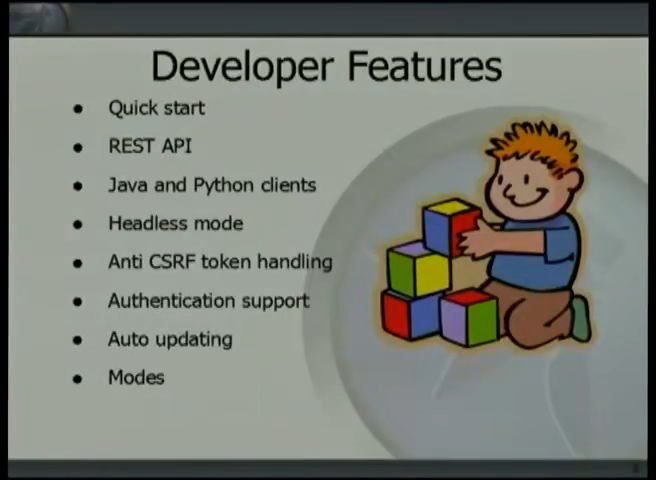 Developer Features
Quick start
REST API
Java and Python clients
Headless mode
Anti CSRF token handling
Authentication support
Auto updating
Modes